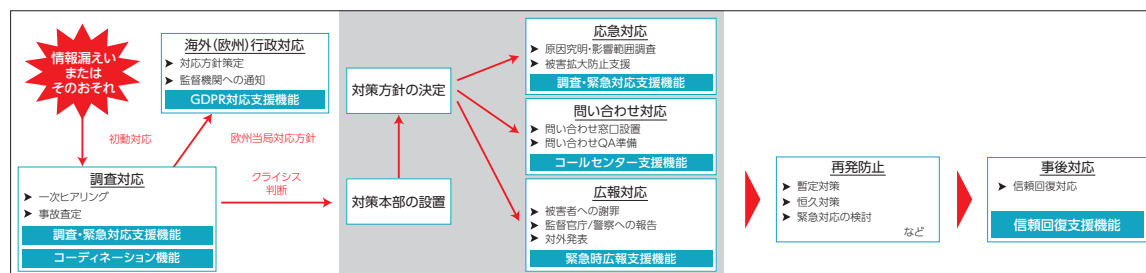 情報漏えい
または
そのおそれ
海外(欧州)行政対応
➤ 対応方針策定
➤ 監督機関への通知
GDPR対応支援機能
初動対応
欧州当局対応方針
調査対応
➤ 一次ヒアリング
➤ 事故査定
調査・緊急対応支援機能
コーディネーション機能
クライシス
判断
対策方針の決定
対策本部の設置
応急対応
➤ 原因究明・影響範囲調査
➤ 被害拡大防止支援
調査・緊急対応支援機能
問い合わせ対応
➤ 問い合わせ窓口設置
➤ 問い合わせQA準備
コールセンター支援機能
広報対応
➤ 被害者への謝罪
➤ 監督官庁/警察への報告
➤ 対外発表
緊急時広報支援機能
再発防止
➤ 暫定対策
➤ 恒久対策
➤ 緊急対応の検討
など
事後対応
➤ 信頼回復対応
信頼回復支援機能